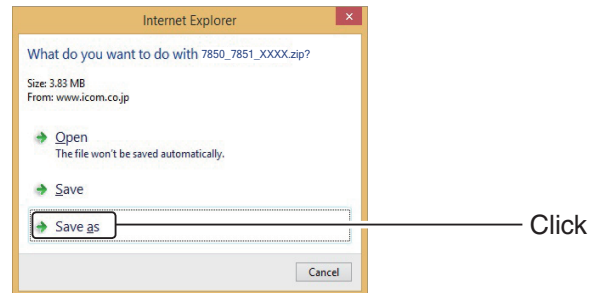 Internet Explorer
What do you want to do with 7850_7851_XXXX.zip?
Size: 3.83 MB
From: www.icom.co.jp
Open
The file won't be saved automatically.
Save
Save as
Click
Cancel